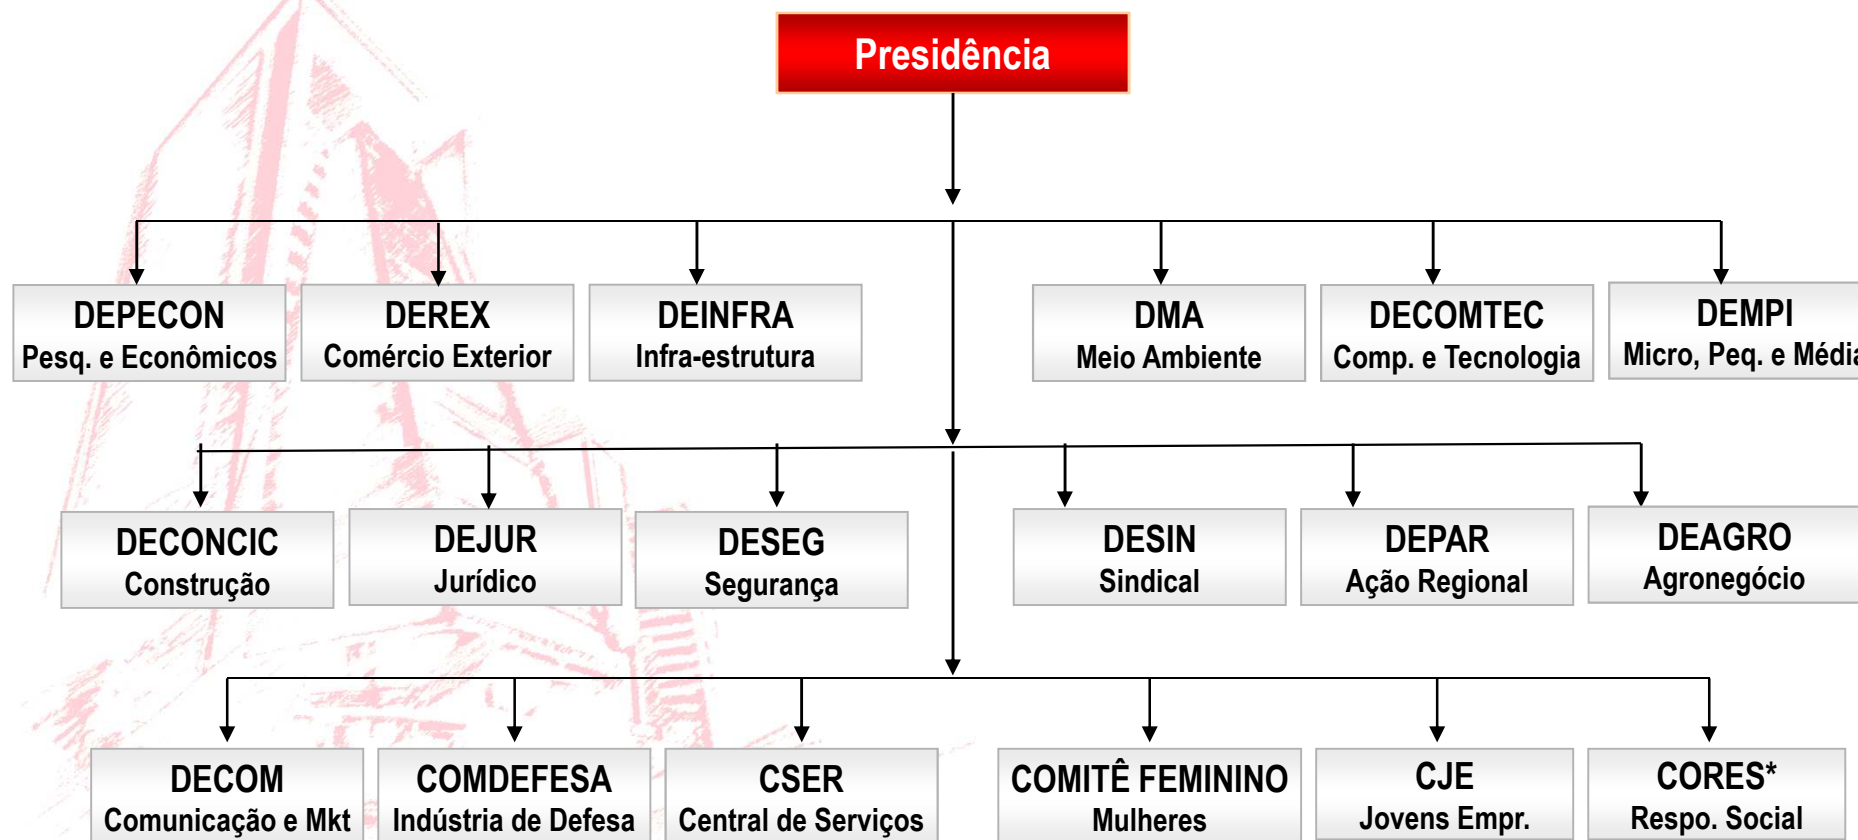 Presidência
DEPECON
Pesq. e Econômicos
DEREX
Comércio Exterior
DEINFRA
Infra-estrutura
DMA
Meio Ambiente
DECOMTEC
Comp. e Tecnologia
DEMPI
Micro, Peq. e Média
DECONCIC
Construção
DEJUR
Jurídico
DESEG
Segurança
DESIN
Sindical
DEPAR
Ação Regional
DEAGRO
Agronegócio
DECOM
Comunicação e Mkt
COMDEFESA
Indústria de Defesa
CSER
Central de Serviços
COMITÊ FEMININO
Mulheres
CJE
Jovens Empr.
CORES*
Respo. Social